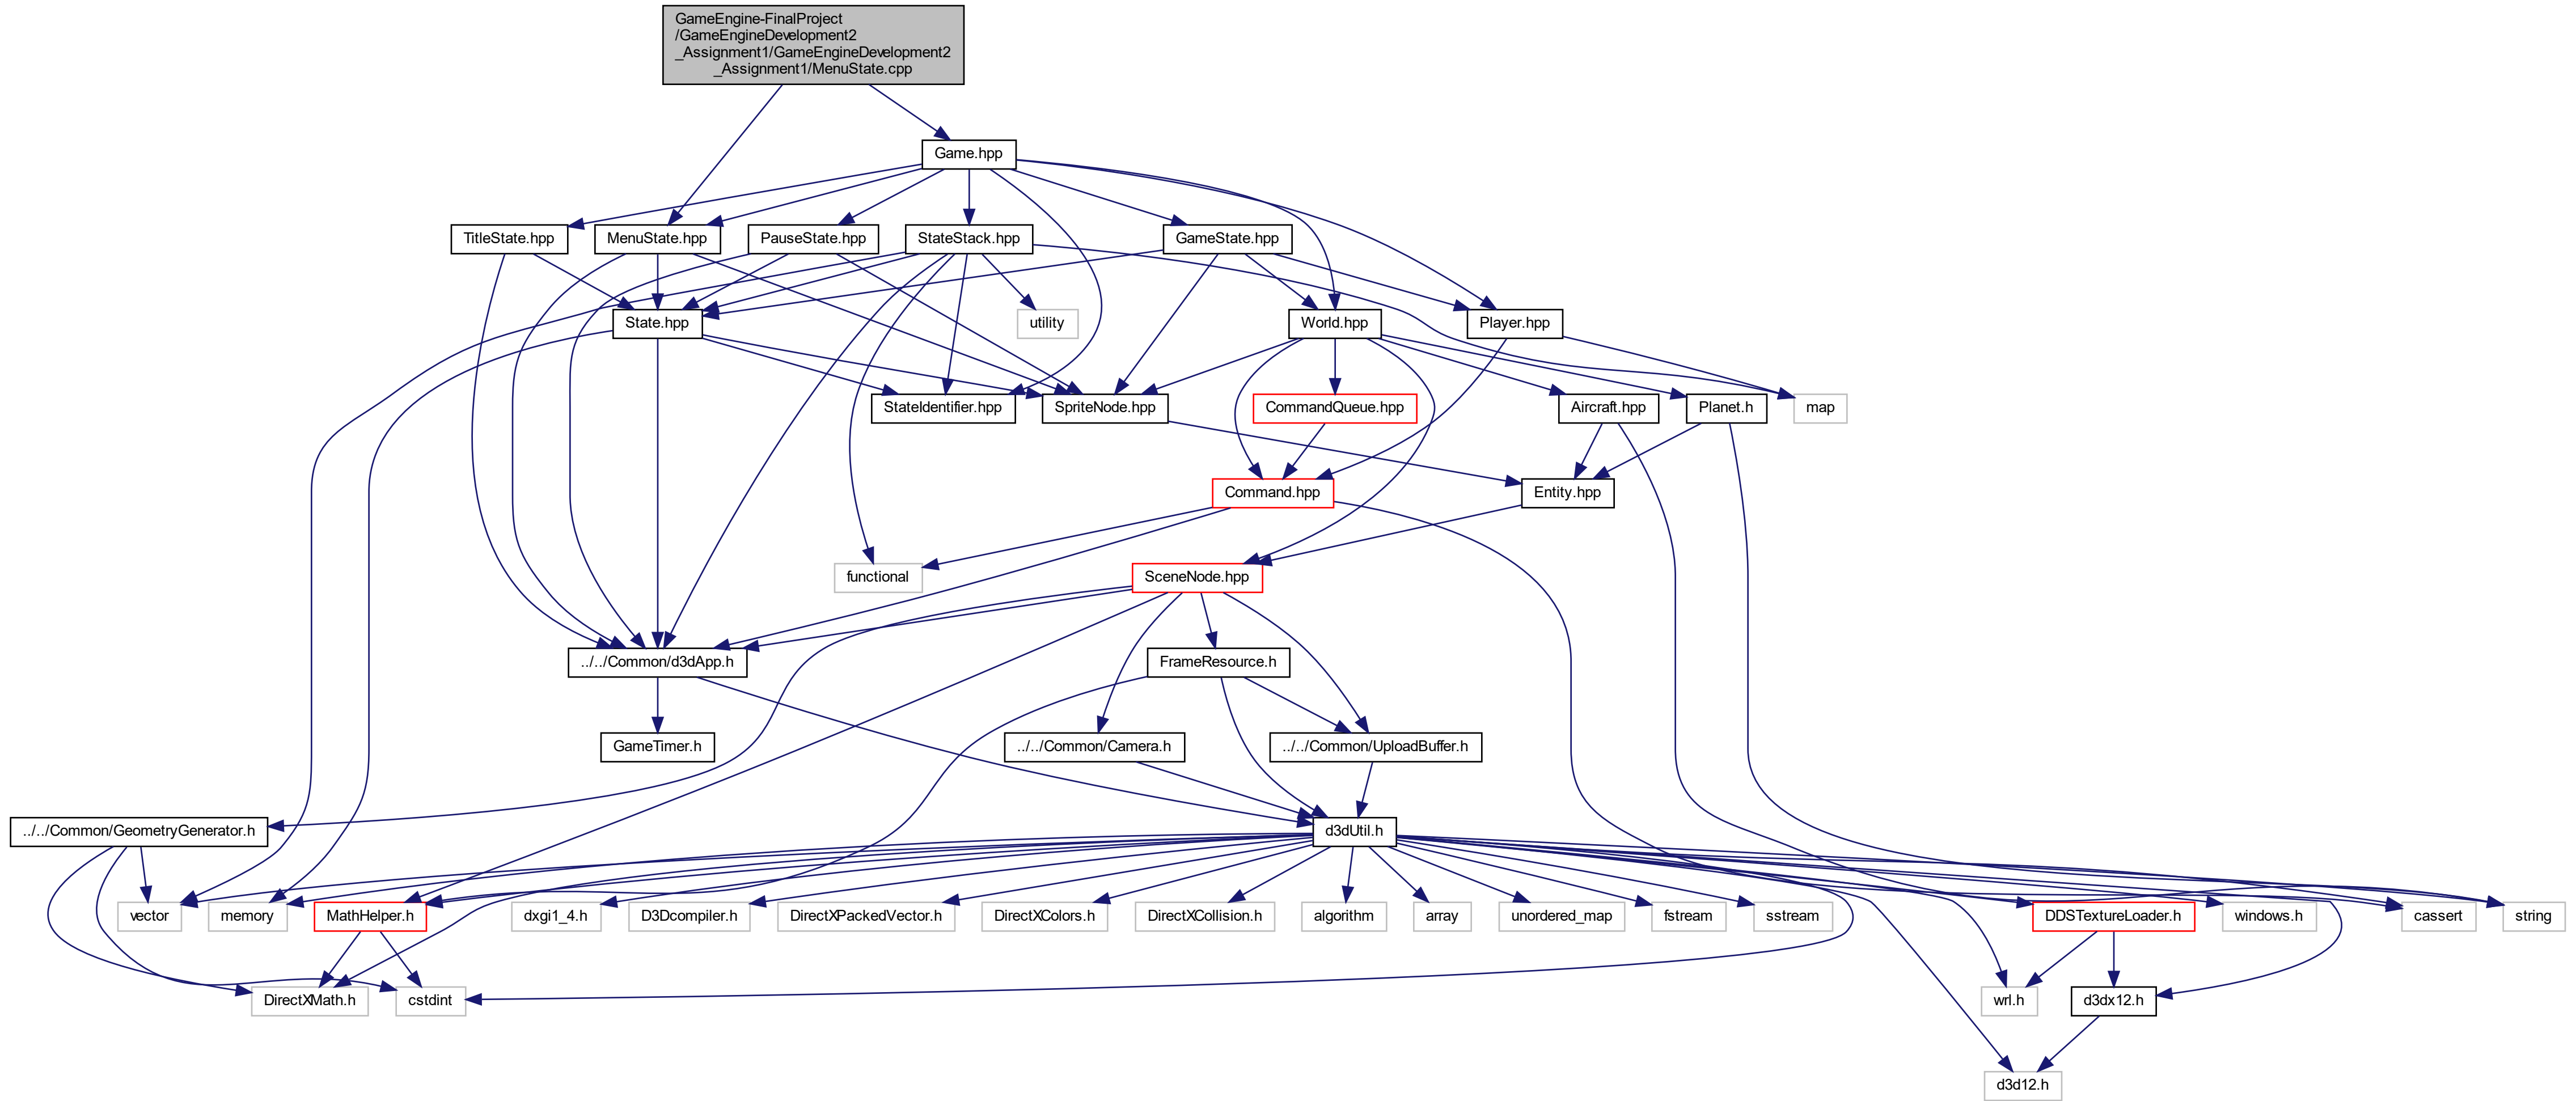 GameEngine-FinalProject
/GameEngineDevelopment2
_Assignment1/GameEngineDevelopment2
_Assignment1/MenuState.cpp
Game.hpp
TitleState.hpp
MenuState.hpp
PauseState.hpp
StateStack.hpp
GameState.hpp
State.hpp
utility
World.hpp
Player.hpp
StateIdentifier.hpp
SpriteNode.hpp
CommandQueue.hpp
Aircraft.hpp
Planet.h
map
Command.hpp
Entity.hpp
functional
SceneNode.hpp
../../Common/d3dApp.h
FrameResource.h
GameTimer.h
../../Common/Camera.h
../../Common/UploadBuffer.h
../../Common/GeometryGenerator.h
d3dUtil.h
vector
memory
MathHelper.h
dxgi1_4.h
D3Dcompiler.h
DirectXPackedVector.h
DirectXColors.h
DirectXCollision.h
algorithm
array
unordered_map
fstream
sstream
DDSTextureLoader.h
windows.h
cassert
string
DirectXMath.h
cstdint
wrl.h
d3dx12.h
d3d12.h